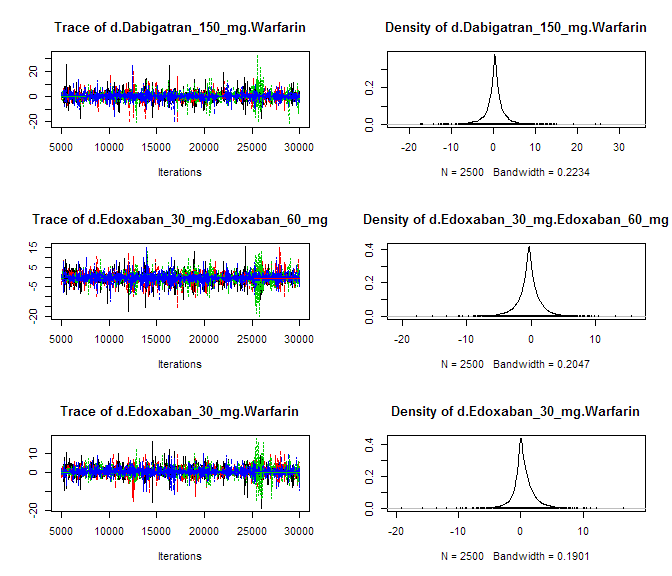 Trace of d.Dabigatran_150_mg.Warfarin
Density of d.Dabigatran_150_mg.Warfarin
-20 0 20
5000 10000 15000 20000 25000 30000
Iterations
0.0 0.2
-20 -10 0 10 20 30
N = 2500 Bandwidth = 0.2234
Trace of d.Edoxaban_30_mg.Edoxaban_60_mg
Density of d.Edoxaban_30_mg.Edoxaban_60_mg
-20 -5 5 15
5000 10000 15000 20000 25000 30000
Iterations
0.0 0.2 0.4
-20 -10 0 10
N = 2500 Bandwidth = 0.2047
Trace of d.Edoxaban_30_mg.Warfarin
Density of d.Edoxaban_30_mg.Warfarin
-20 0 10
5000 10000 15000 20000 25000 30000
Iterations
0.0 0.2 0.4
-20 -10 0 10
N = 2500 Bandwidth = 0.1901